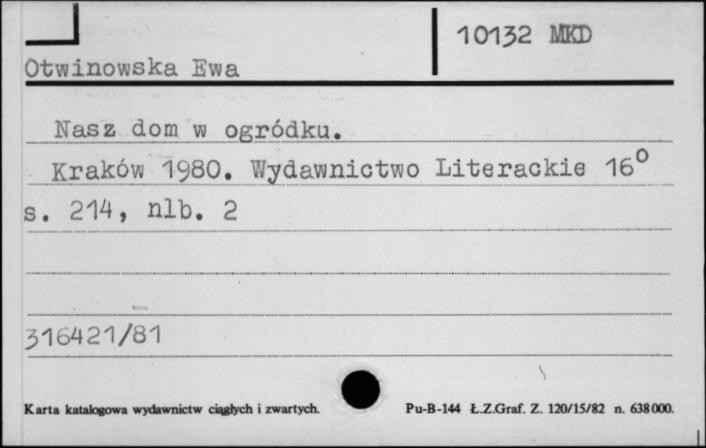 10132 MKD
Otwinowska Ewa
Nasz dom w ogródku.
Kraków 1980. Wydawnictwo Literackie 16°
s. 214, nlb. 2
316421/81
Karta katalogowa wydawnictw ciągłych i zwartych. Pu-B-144 Ł.Z.Graf. Z. 120/15/82 n. 638000.